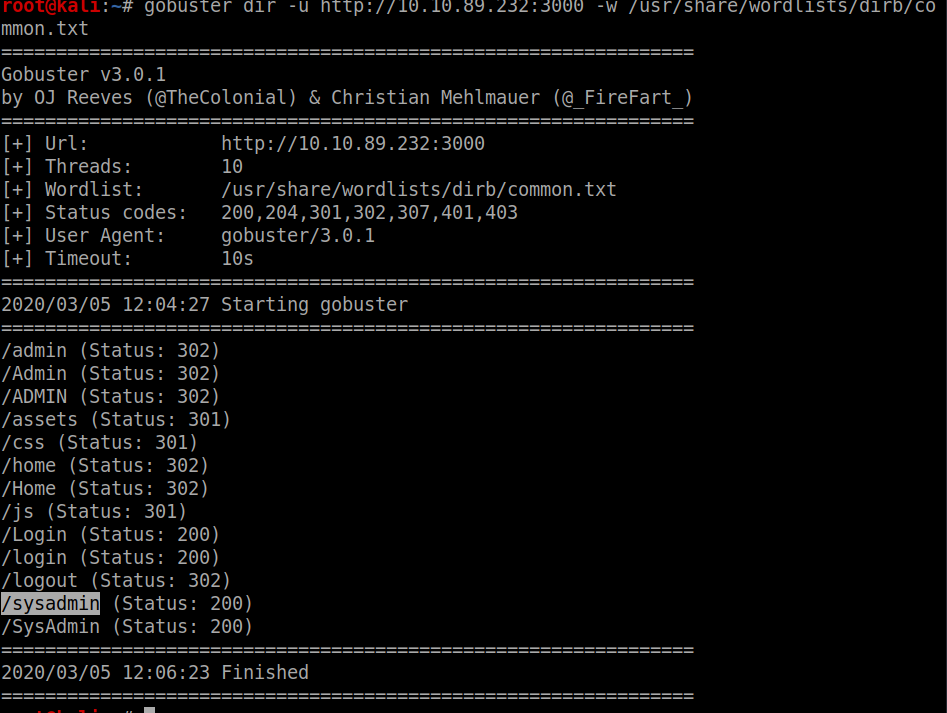 root@kali:~# gobuster dir -u http://10.10.89.232:3000 -w /usr/share/wordlists/dirb/co
mmon.txt
===============================================================
Gobuster v3.0.1
by OJ Reeves (@TheColonial) & Christian Mehlmauer (@_FireFart_)
===============================================================
[+] Url:            http://10.10.89.232:3000
[+] Threads:        10
[+] Wordlist:       /usr/share/wordlists/dirb/common.txt
[+] Status codes:   200,204,301,302,307,401,403
[+] User Agent:     gobuster/3.0.1
[+] Timeout:        10s
===============================================================
2020/03/05 12:04:27 Starting gobuster
===============================================================
/admin (Status: 302)
/Admin (Status: 302)
/ADMIN (Status: 302)
/assets (Status: 301)
/css (Status: 301)
/home (Status: 302)
/Home (Status: 302)
/js (Status: 301)
/Login (Status: 200)
/login (Status: 200)
/logout (Status: 302)
/sysadmin (Status: 200)
/SysAdmin (Status: 200)
===============================================================
2020/03/05 12:06:23 Finished
===============================================================